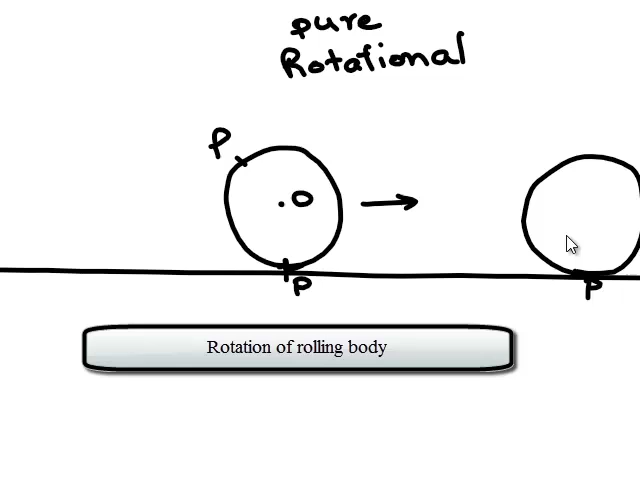 pure
Rotational
P
.O
P
P
Rotation of rolling body